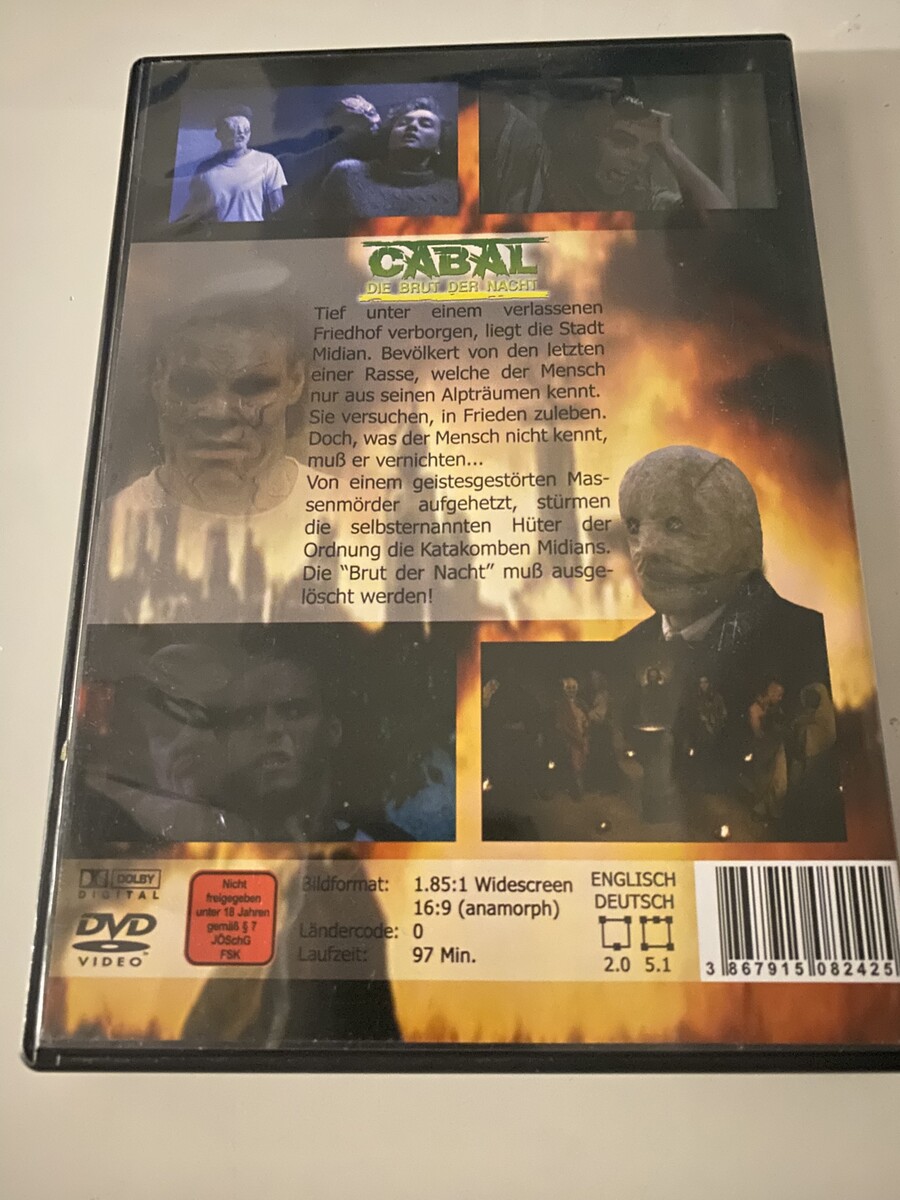 CABAL
DIE BRUT DER NACHT
Tief unter einem verlassenen
Friedhof verborgen, liegt die Stadt
Midian. Bevölkert von den letzten
einer Rasse, welche der Mensch
nur aus seinen Alpträumen kennt.
Sie versuchen, in Frieden zuleben.
Doch, was der Mensch nicht kennt,
muß er vernichten...
Von einem geistesgestörten Mas-
senmörder aufgehetzt, stürmen
die selbsternannten Hüter der
Ordnung die Katakomben Midians.
Die “Brut der Nacht” muß ausge-
löscht werden!
DOLBY
DIGITAL
DVD
VIDEO™
Nicht
freigegeben
unter 18 Jahren
gemäß § 7
JÖSchG
FSK
Bildformat: 1.85:1 Widescreen
16:9 (anamorph)
Ländercode: 0
Laufzeit: 97 Min.
ENGLISCH
DEUTSCH
2.0 5.1
3 867915 082425